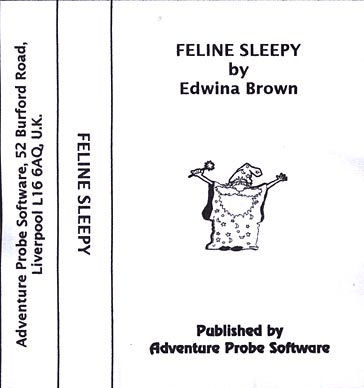 Adventure Probe Software, 52 Burford Road,
Liverpool L16 6AQ, U.K.
FELINE SLEEPY
FELINE SLEEPY
by
Edwina Brown
Published by
Adventure Probe Software